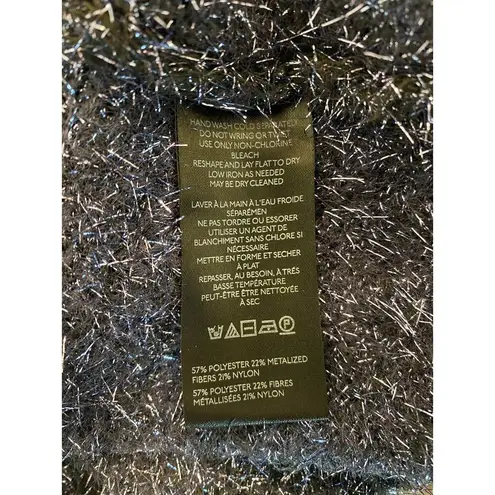 HAND WASH COLD SEPARATELY
DO NOT WRING OR TWIST
USE ONLY NON-CHLORINE
BLEACH
RESHAPE AND LAY FLAT TO DRY
LOW IRON AS NEEDED
MAY BE DRY CLEANED
LAVER À LA MAIN À L'EAU FROIDE
SÉPARÉMEN
NE PAS TORDRE OU ESSORER
UTILISER UN AGENT DE
BLANCHIMENT SANS CHLORE SI
NÉCESSAIRE
METTRE EN FORME ET SECHER
À PLAT
REPASSER, AU BESOIN, À TRÈS
BASSE TEMPÉRATURE
PEUT-ÊTRE ÊTRE NETTOYÉE
À SEC
P
57% POLYESTER 22% METALIZED
FIBERS 21% NYLON
57% POLYESTER 22% FIBRES
MÉTALLISÉES 21% NYLON